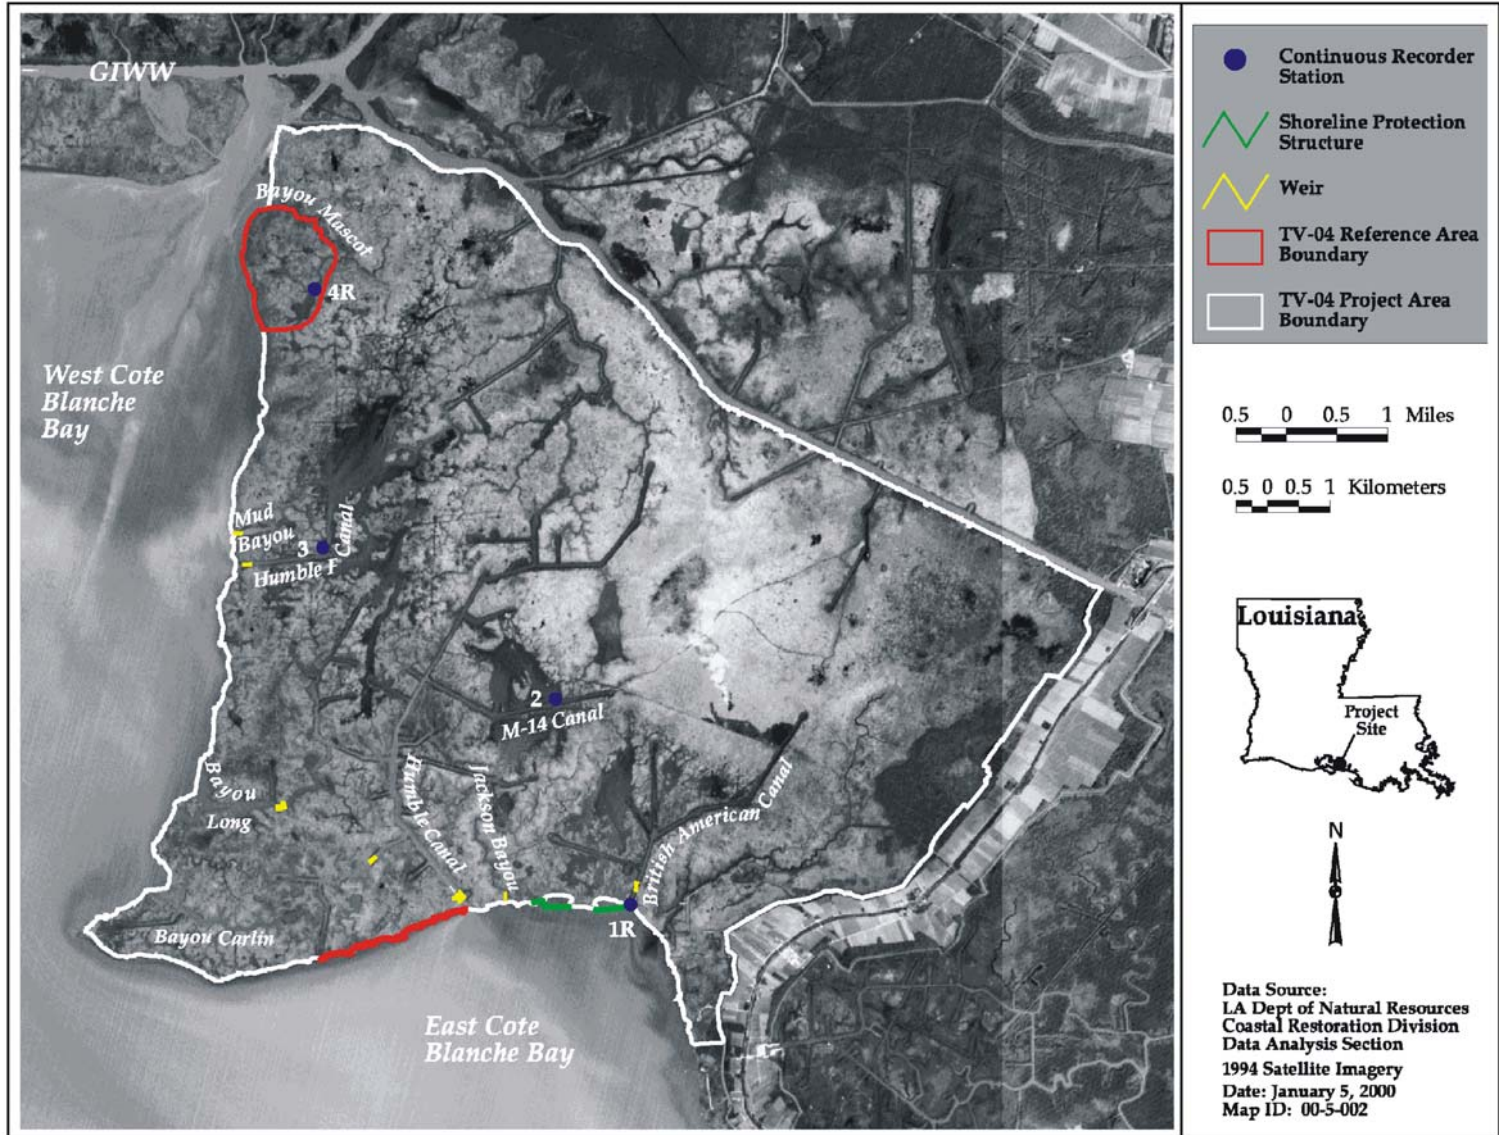 GIWW
Bayou Mascot
4R
West Cote
Blanche
Bay
Mud
Bayou
3
Canal
Humble F
2
M-14 Canal
Bayou
Long
Humble Canal
Jackson Bayou
British American Canal
1R
Bayou Carlin
East Cote
Blanche Bay
Continuous Recorder
Station
Shoreline Protection
Structure
Weir
TV-04 Reference Area
Boundary
TV-04 Project Area
Boundary
0.5 0 0.5 1 Miles
0.5 0 0.5 1 Kilometers
Louisiana
Project
Site
N
Data Source:
LA Dept of Natural Resources
Coastal Restoration Division
Data Analysis Section
1994 Satellite Imagery
Date: January 5, 2000
Map ID: 00-5-002